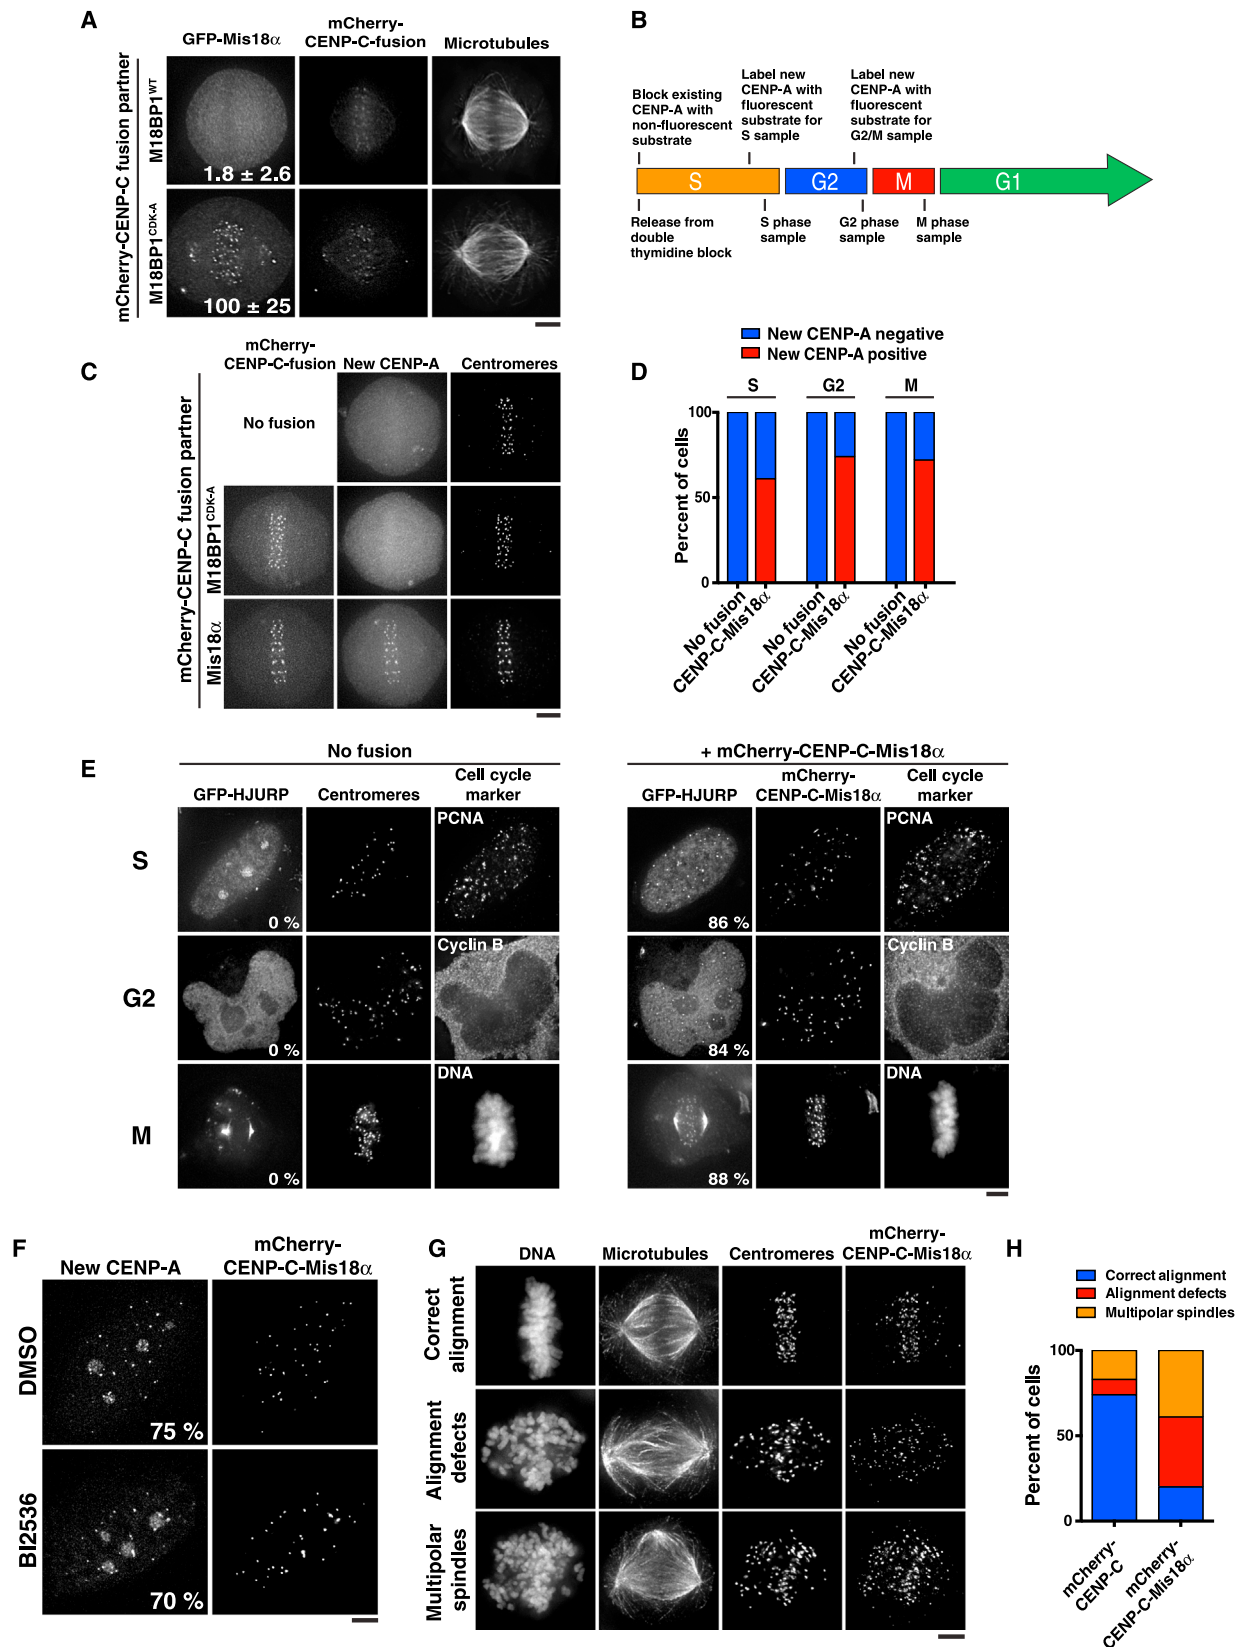 A
GFP-Mis18α
mCherry-
CENP-C-fusion
Microtubules
mCherry-CENP-C fusion partner
M18BP1WT
1.8 ± 2.6
M18BP1CDK-A
100 ± 25
B
Block existing
CENP-A with
non-fluorescent
substrate
Label new
CENP-A with
fluorescent
substrate for
S sample
Label new
CENP-A with
fluorescent
substrate for
G2/M sample
S
G2
M
G1
Release from
double
thymidine block
S phase
sample
G2 phase
sample
M phase
sample
C
mCherry-
CENP-C-fusion
New CENP-A
Centromeres
mCherry-CENP-C fusion partner
No fusion
M18BP1CDK-A
Mis18α
D
New CENP-A negative
New CENP-A positive
S
G2
M
Percent of cells
100
50
0
No fusion
CENP-C-Mis18α
No fusion
CENP-C-Mis18α
No fusion
CENP-C-Mis18α
E
No fusion
+ mCherry-CENP-C-Mis18α
GFP-HJURP
Centromeres
Cell cycle
marker
GFP-HJURP
mCherry-
CENP-C-Mis18α
Cell cycle
marker
S
0 %
PCNA
86 %
PCNA
G2
0 %
Cyclin B
84 %
Cyclin B
M
0 %
DNA
88 %
DNA
F
New CENP-A
mCherry-
CENP-C-Mis18α
DMSO
75 %
BI2536
70 %
G
DNA
Microtubules
Centromeres
mCherry-
CENP-C-Mis18α
Correct
alignment
Alignment
defects
Multipolar
spindles
H
Correct alignment
Alignment defects
Multipolar spindles
Percent of cells
100
50
0
mCherry-
CENP-C
mCherry-
CENP-C-Mis18α